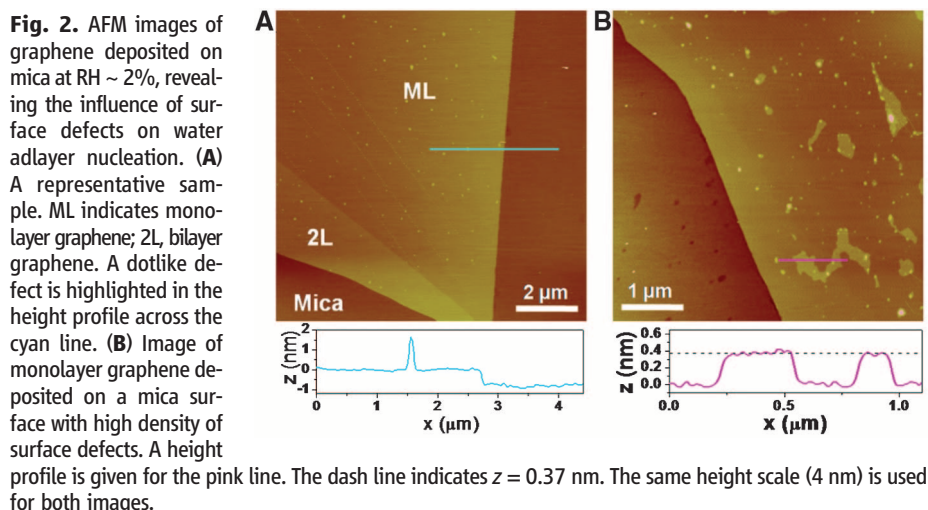 Fig. 2. AFM images of
graphene deposited on
mica at RH ~ 2%, reveal-
ing the influence of sur-
face defects on water
adlayer nucleation. (A)
A representative sam-
ple. ML indicates mono-
layer graphene; 2L, bilayer
graphene. A dotlike de-
fect is highlighted in the
height profile across the
cyan line. (B) Image of
monolayer graphene de-
posited on a mica sur-
face with high density of
surface defects. A height
profile is given for the pink line. The dash line indicates z = 0.37 nm. The same height scale (4 nm) is used
for both images.
A
ML
2L
Mica
2 µm
z (nm)
2
1
0
-1
0 1 2 3 4
x (µm)
B
1 µm
z (nm)
0.6
0.4
0.2
0.0
0.0 0.5 1.0
x (µm)